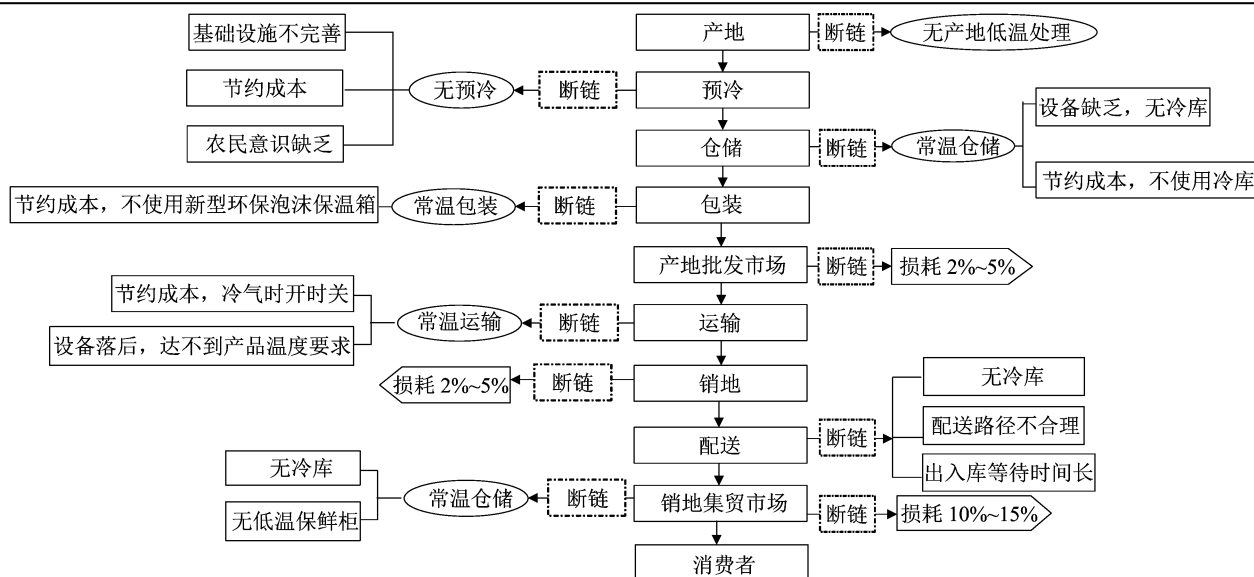 基础设施不完善
产地
断链
无产地低温处理
节约成本
无预冷
断链
预冷
设备缺乏，无冷库
农民意识缺乏
仓储
断链
常温仓储
节约成本，不使用冷库
节约成本，不使用新型环保泡沫保温箱
常温包装
断链
包装
产地批发市场
断链
损耗 2%~5%
节约成本，冷气时开时关
常温运输
断链
运输
设备落后，达不到产品温度要求
损耗 2%~5%
断链
销地
无冷库
配送
断链
配送路径不合理
无冷库
出入库等待时间长
常温仓储
断链
销地集贸市场
断链
损耗 10%~15%
无低温保鲜柜
消费者